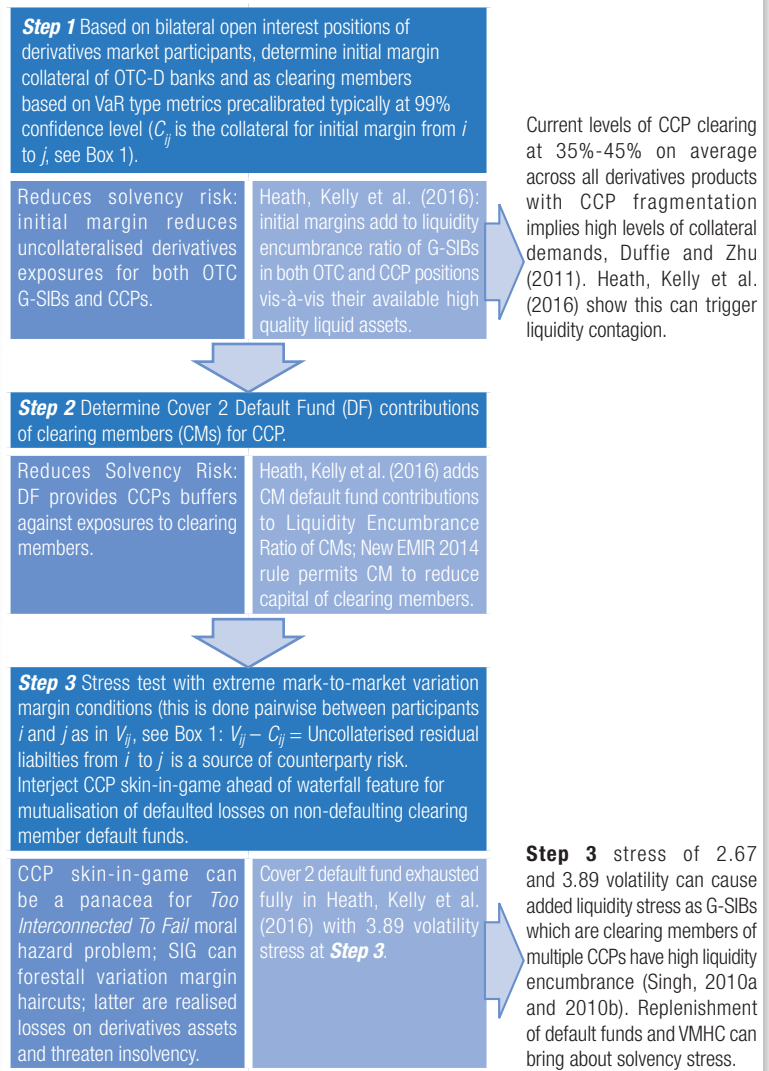 Step 1 Based on bilateral open interest positions of
derivatives market participants, determine initial margin
collateral of OTC-D banks and as clearing members
based on VaR type metrics precalibrated typically at 99%
confidence level (Cij is the collateral for initial margin from i
to j, see Box 1).
Reduces solvency risk:
initial margin reduces
uncollateralised derivatives
exposures for both OTC
G-SIBs and CCPs.
Heath, Kelly et al. (2016):
initial margins add to liquidity
encumbrance ratio of G-SIBs
in both OTC and CCP positions
vis-à-vis their available high
quality liquid assets.
Current levels of CCP clearing
at 35%-45% on average
across all derivatives products
with CCP fragmentation
implies high levels of collateral
demands, Duffie and Zhu
(2011). Heath, Kelly et al.
(2016) show this can trigger
liquidity contagion.
Step 2 Determine Cover 2 Default Fund (DF) contributions
of clearing members (CMs) for CCP.
Reduces Solvency Risk:
DF provides CCPs buffers
against exposures to clearing
members.
Heath, Kelly et al. (2016) adds
CM default fund contributions
to Liquidity Encumbrance
Ratio of CMs; New EMIR 2014
rule permits CM to reduce
capital of clearing members.
Step 3 Stress test with extreme mark-to-market variation
margin conditions (this is done pairwise between participants
i and j as in Vij, see Box 1: Vij – Cij = Uncollaterised residual
liabilties from i to j is a source of counterparty risk.
Interject CCP skin-in-game ahead of waterfall feature for
mutualisation of defaulted losses on non-defaulting clearing
member default funds.
CCP skin-in-game can
be a panacea for Too
Interconnected To Fail moral
hazard problem; SIG can
forestall variation margin
haircuts; latter are realised
losses on derivatives assets
and threaten insolvency.
Cover 2 default fund exhausted
fully in Heath, Kelly et al.
(2016) with 3.89 volatility
stress at Step 3.
Step 3 stress of 2.67
and 3.89 volatility can cause
added liquidity stress as G-SIBs
which are clearing members of
multiple CCPs have high liquidity
encumbrance (Singh, 2010a
and 2010b). Replenishment
of default funds and VMHC can
bring about solvency stress.